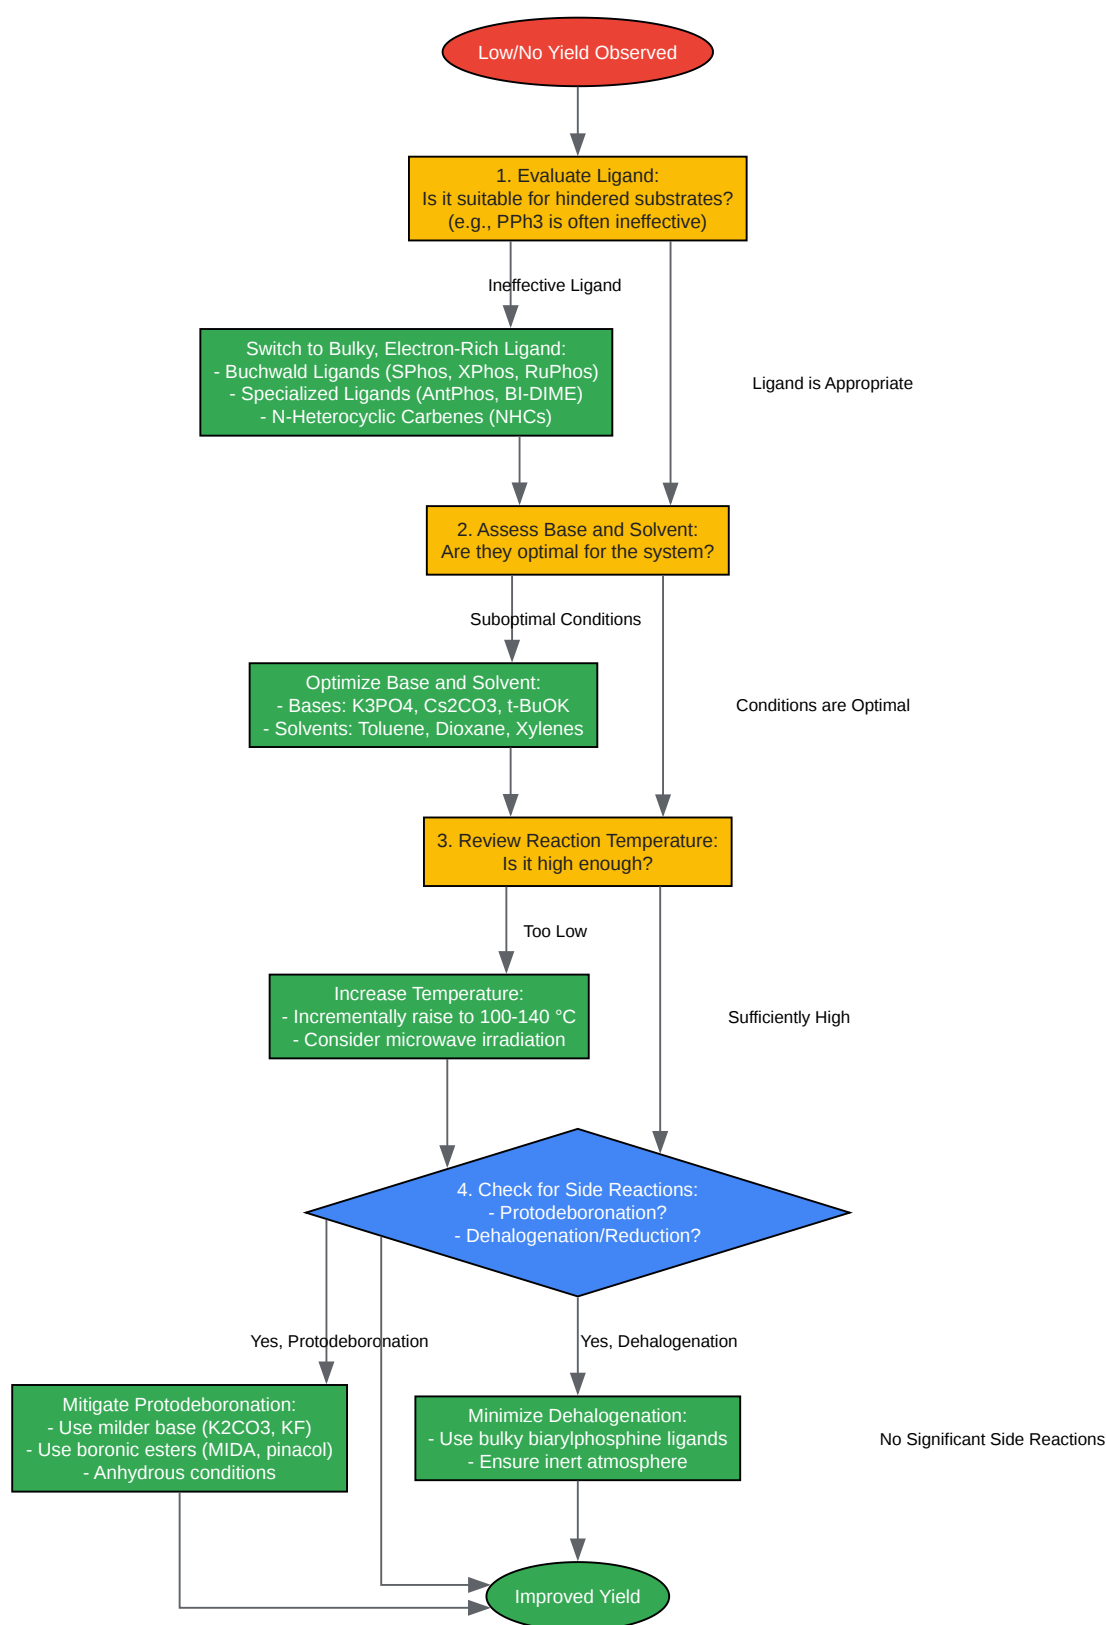 Low/No Yield Observed
1. Evaluate Ligand:
Is it suitable for hindered substrates?
(e.g., PPh3 is often ineffective)
Ineffective Ligand
Switch to Bulky, Electron-Rich Ligand:
- Buchwald Ligands (SPhos, XPhos, RuPhos)
- Specialized Ligands (AntPhos, BI-DIME)
- N-Heterocyclic Carbenes (NHCs)
Ligand is Appropriate
2. Assess Base and Solvent:
Are they optimal for the system?
Suboptimal Conditions
Optimize Base and Solvent:
- Bases: K3PO4, Cs2CO3, t-BuOK
- Solvents: Toluene, Dioxane, Xylenes
Conditions are Optimal
3. Review Reaction Temperature:
Is it high enough?
Too Low
Increase Temperature:
- Incrementally raise to 100-140 °C
- Consider microwave irradiation
Sufficiently High
4. Check for Side Reactions:
- Protodeboronation?
- Dehalogenation/Reduction?
Yes, Protodeboronation
Yes, Dehalogenation
Mitigate Protodeboronation:
- Use milder base (K2CO3, KF)
- Use boronic esters (MIDA, pinacol)
- Anhydrous conditions
Minimize Dehalogenation:
- Use bulky biarylphosphine ligands
- Ensure inert atmosphere
No Significant Side Reactions
Improved Yield